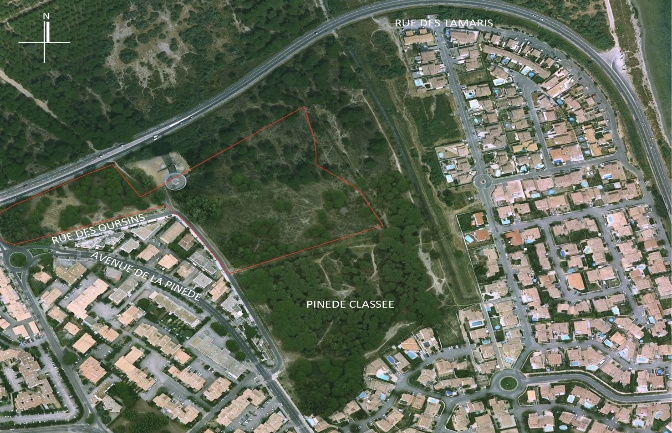 N
RUE DES TAMARIS
RUE DES OURSINS
AVENUE DE LA PINEDE
PINEDE CLASSEE